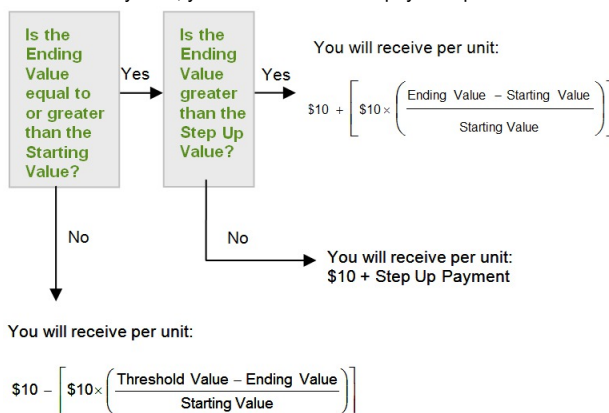 Is the
Ending
Value
equal to
or greater
than the
Starting
Value?
Yes
Is the
Ending
Value
greater
than the
Step Up
Value?
Yes
You will receive per unit:
$10 + [ $10 × ( Ending Value – Starting Value
Starting Value ) ]
No
No
You will receive per unit:
$10 + Step Up Payment
You will receive per unit:
$10 – [ $10× ( Threshold Value – Ending Value
Starting Value ) ]